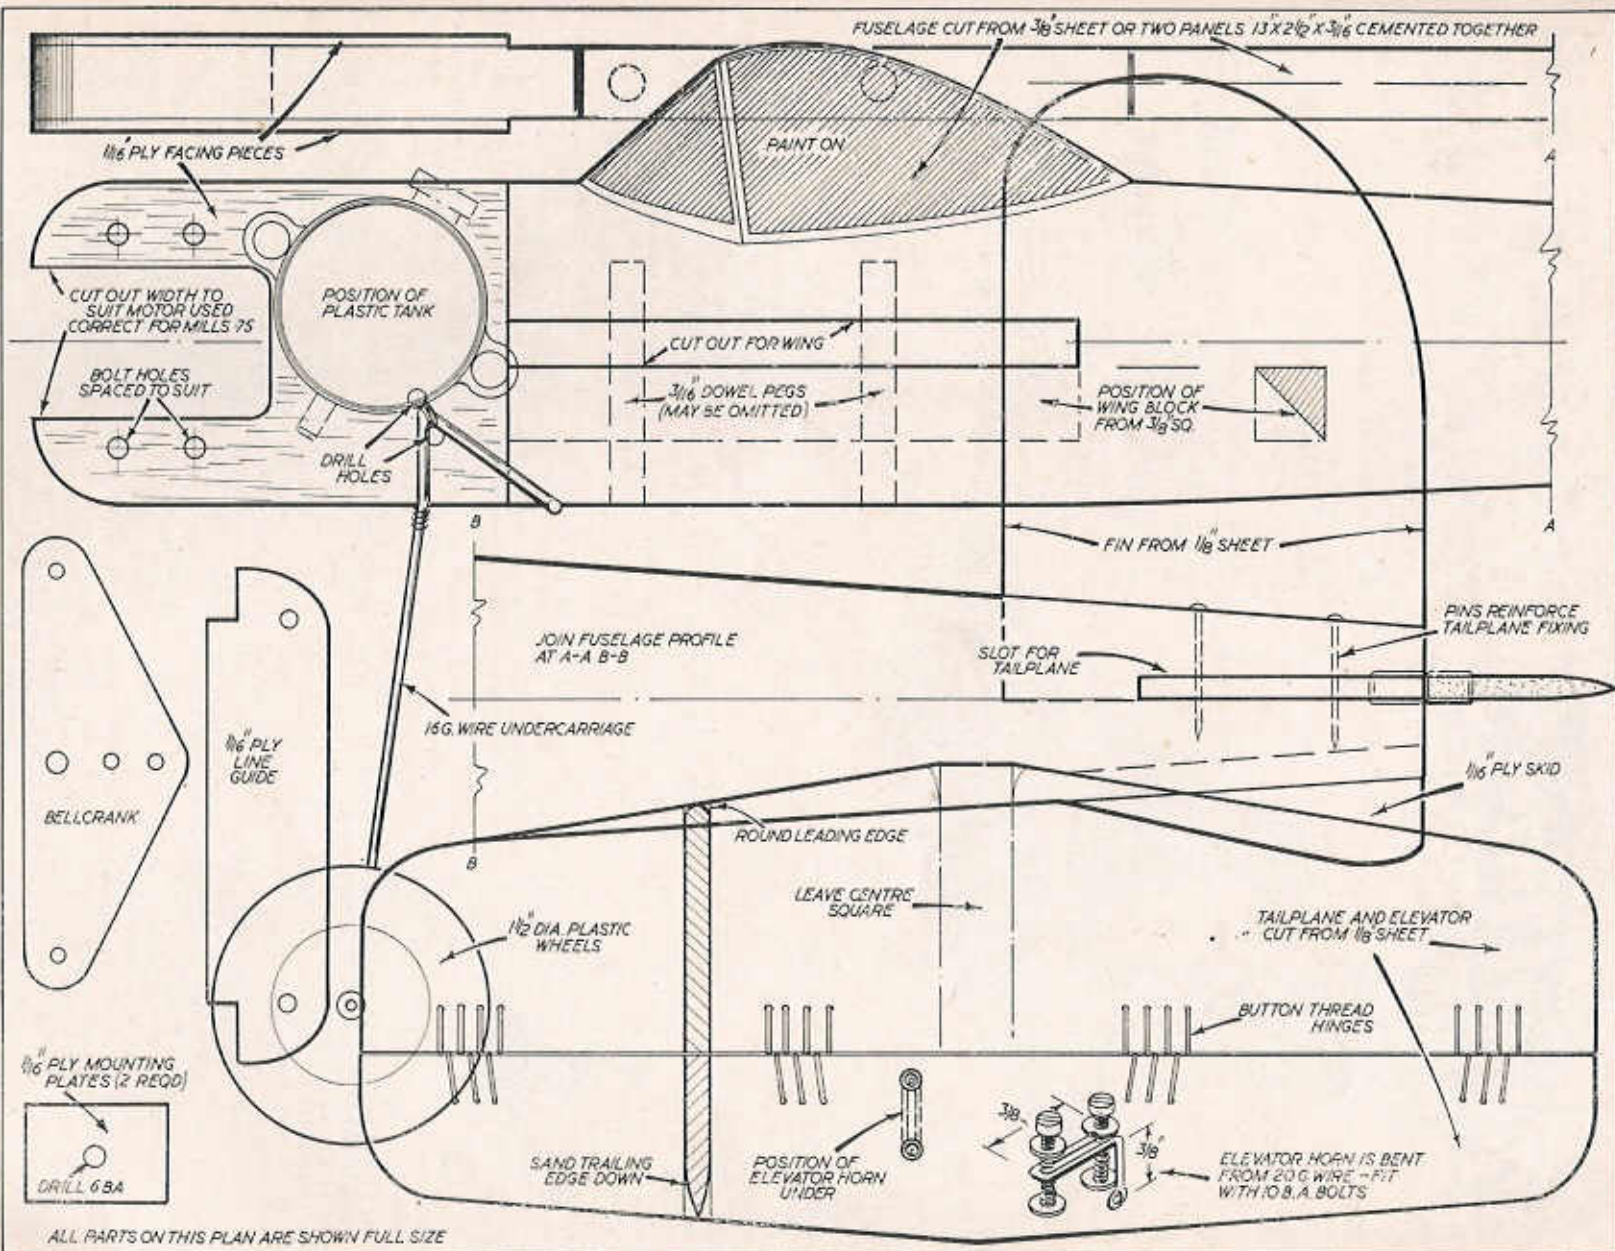 FUSELAGE CUT FROM 3/8" SHEET OR TWO PANELS 13" X 2 1/2" X 3/16" CEMENTED TOGETHER
1/16" PLY FACING PIECES
PAINT ON
A
CUT OUT WIDTH TO
SUIT MOTOR USED
CORRECT FOR MILLS .75
POSITION OF
PLASTIC TANK
CUT OUT FOR WING
BOLT HOLES
SPACED TO SUIT
3/16" DOWEL PEGS
(MAY BE OMITTED)
POSITION OF
WING BLOCK
FROM 3/8" SQ.
DRILL
HOLES
B
A
FIN FROM 1/8" SHEET
JOIN FUSELAGE PROFILE
AT A-A B-B
SLOT FOR
TAILPLANE
PINS REINFORCE
TAILPLANE FIXING
16G. WIRE UNDERCARRIAGE
1/16" PLY
LINE
GUIDE
BELLCRANK
1/16" PLY SKID
ROUND LEADING EDGE
B
LEAVE CENTRE
SQUARE
1 1/2" DIA. PLASTIC
WHEELS
TAILPLANE AND ELEVATOR
CUT FROM 1/8" SHEET
BUTTON THREAD
HINGES
1/16" PLY MOUNTING
PLATES (2 REQD)
DRILL 6BA
SAND TRAILING
EDGE DOWN
POSITION OF
ELEVATOR HORN
UNDER
3/8
3/8"
ELEVATOR HORN IS BENT
FROM 20 G WIRE - FIT
WITH 10 B.A. BOLTS
ALL PARTS ON THIS PLAN ARE SHOWN FULL SIZE